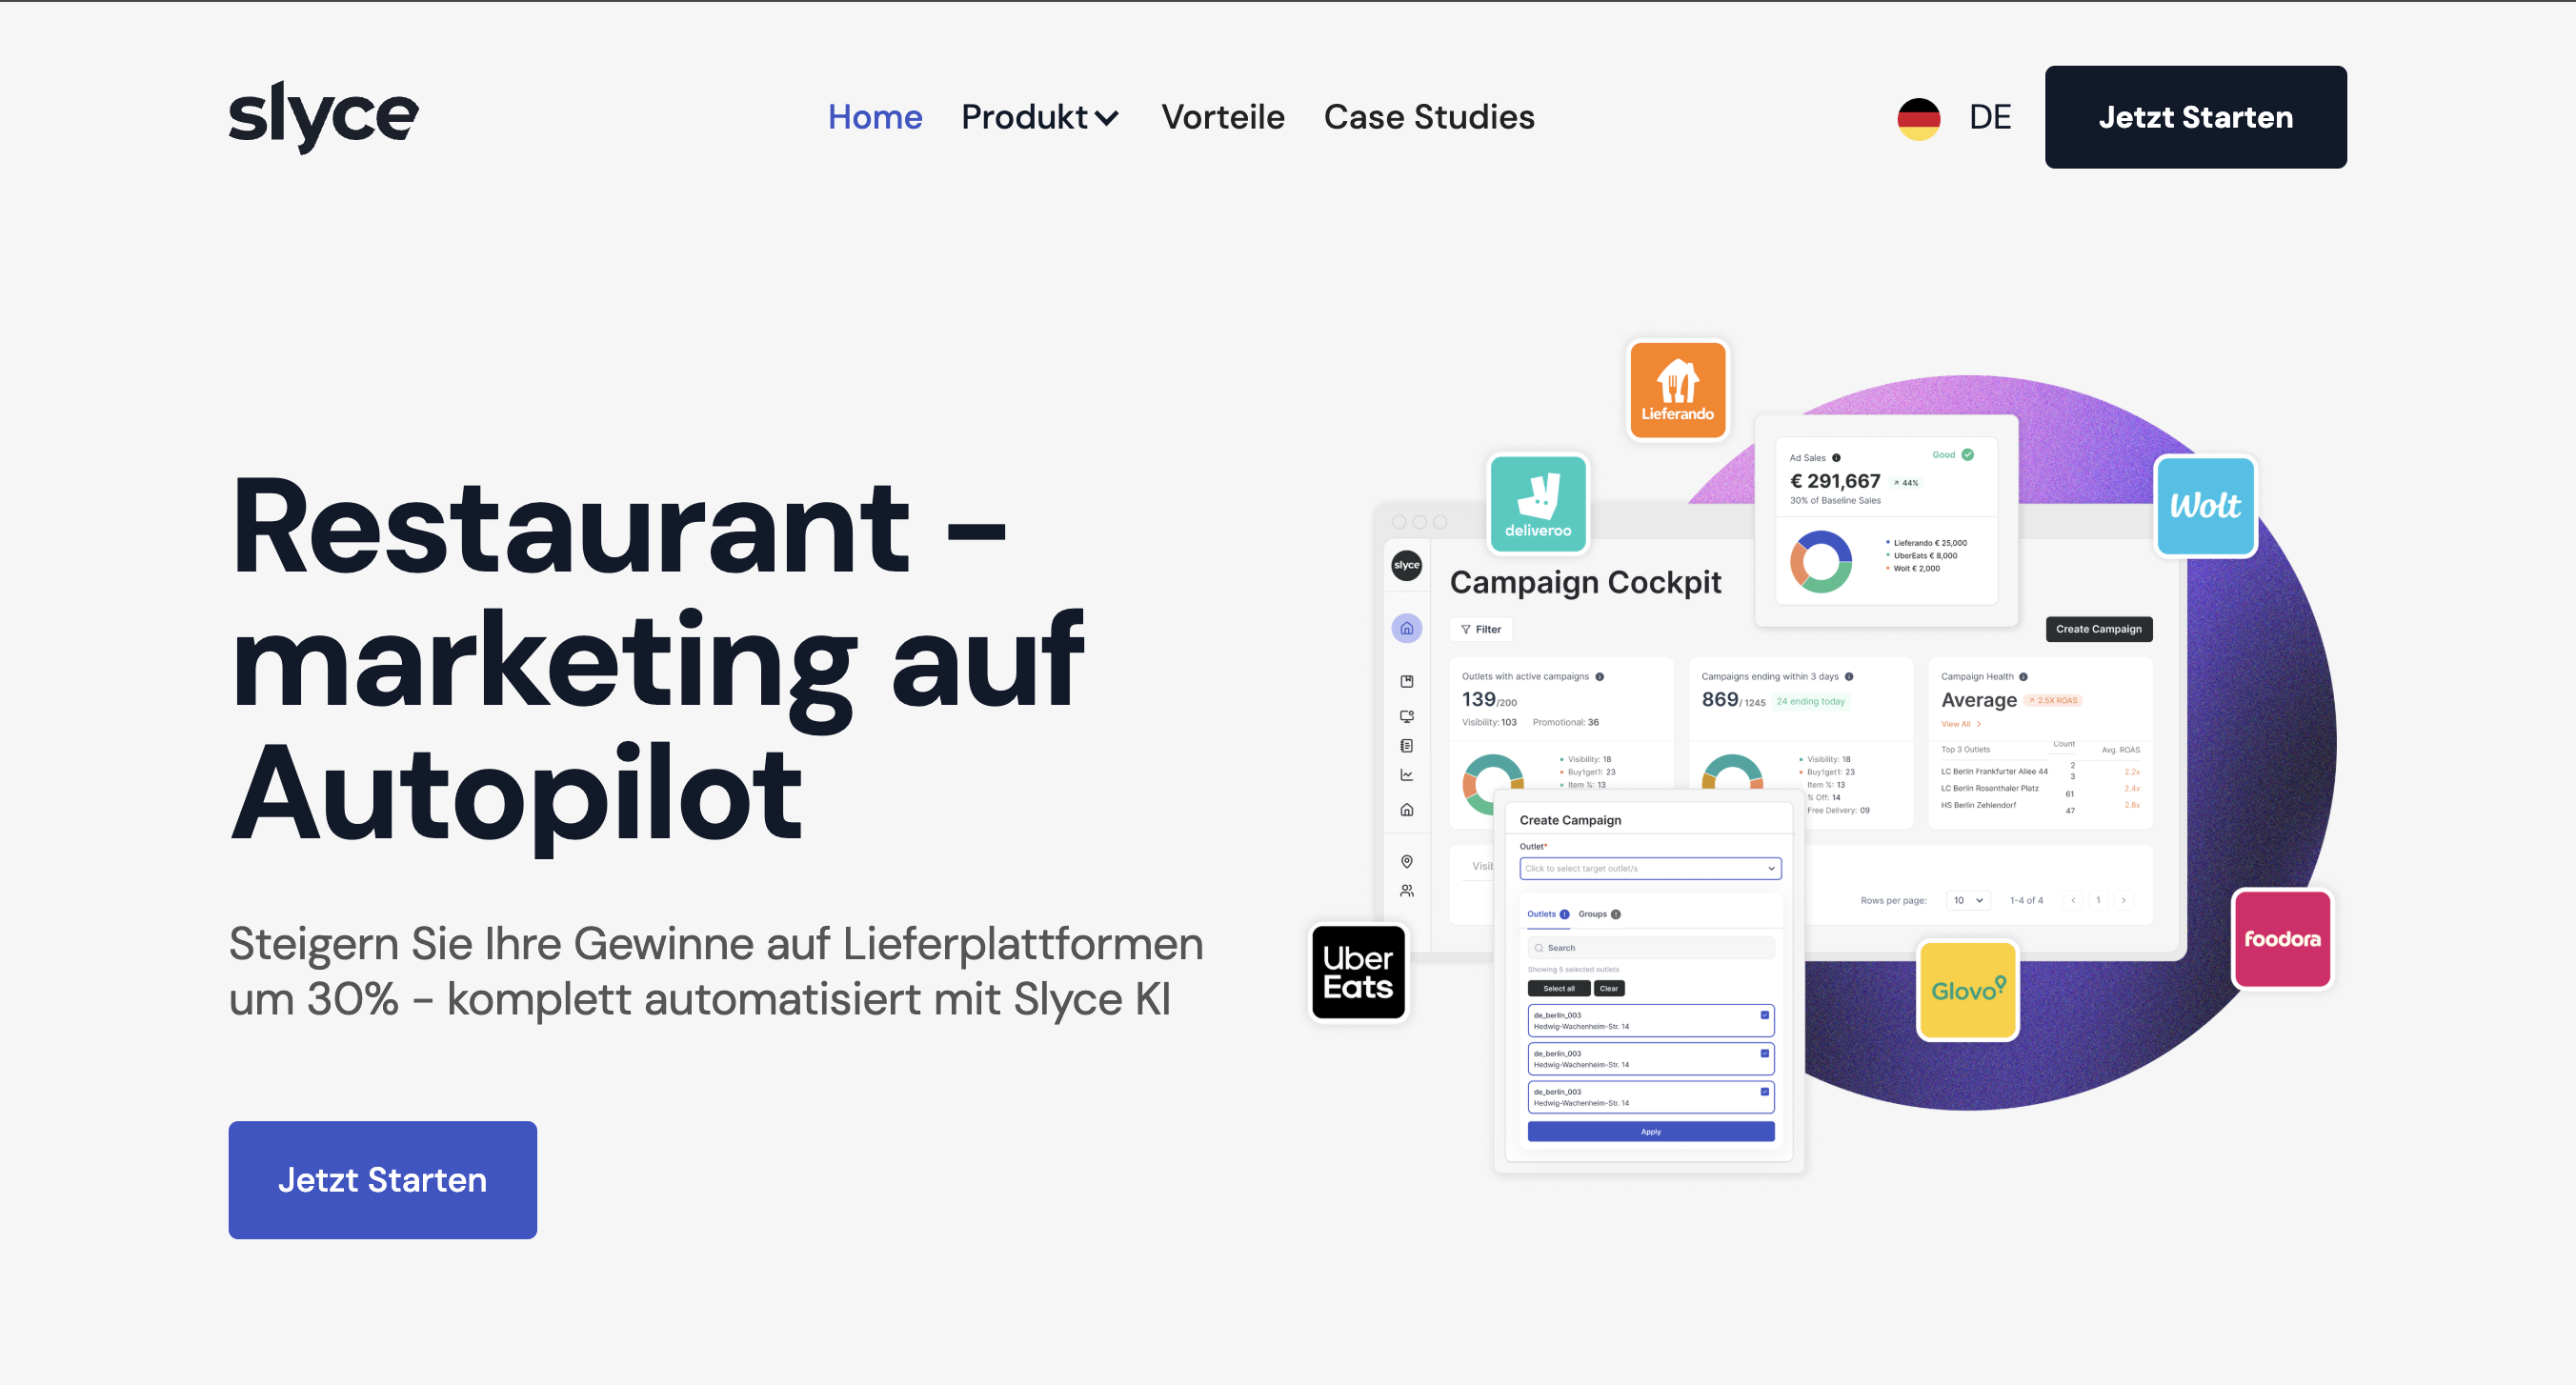 slyce
Home
Produkt
Vorteile
Case Studies
DE
Jetzt Starten
Restaurant -
marketing auf
Autopilot
Steigern Sie Ihre Gewinne auf Lieferplattformen
um 30% - komplett automatisiert mit Slyce KI
Jetzt Starten
Lieferando
deliveroo
Wolt
Uber
Eats
Glovo
foodora
Ad Sales
Good
€ 291,667
44%
30% of Baseline Sales
Lieferando € 25,000
UberEats € 8,000
Wolt € 2,000
slyce
Campaign Cockpit
Filter
Create Campaign
Outlets with active campaigns
139/200
Visibility: 103 Promotional: 36
Visibility: 18
Buy1get1: 23
Item %: 13
Campaigns ending within 3 days
869/ 1245 24 ending today
Visibility: 18
Buy1get1: 23
Item %: 13
% Off: 14
Free Delivery: 09
Campaign Health
Average 2.5X ROAS
View All
Top 3 Outlets Count Avg. ROAS
LC Berlin Frankfurter Allee 44 2 3 2.2x
LC Berlin Rosenthaler Platz 61 2.4x
HS Berlin Zehlendorf 47 2.8x
Rows per page: 10 1-4 of 4 1
Create Campaign
Outlet*
Click to select target outlet/s
Outlets Groups
Search
Showing 5 selected outlets
Select all Clear
de_berlin_003
Hedwig-Wachenheim-Str. 14
de_berlin_003
Hedwig-Wachenheim-Str. 14
de_berlin_003
Hedwig-Wachenheim-Str. 14
Apply